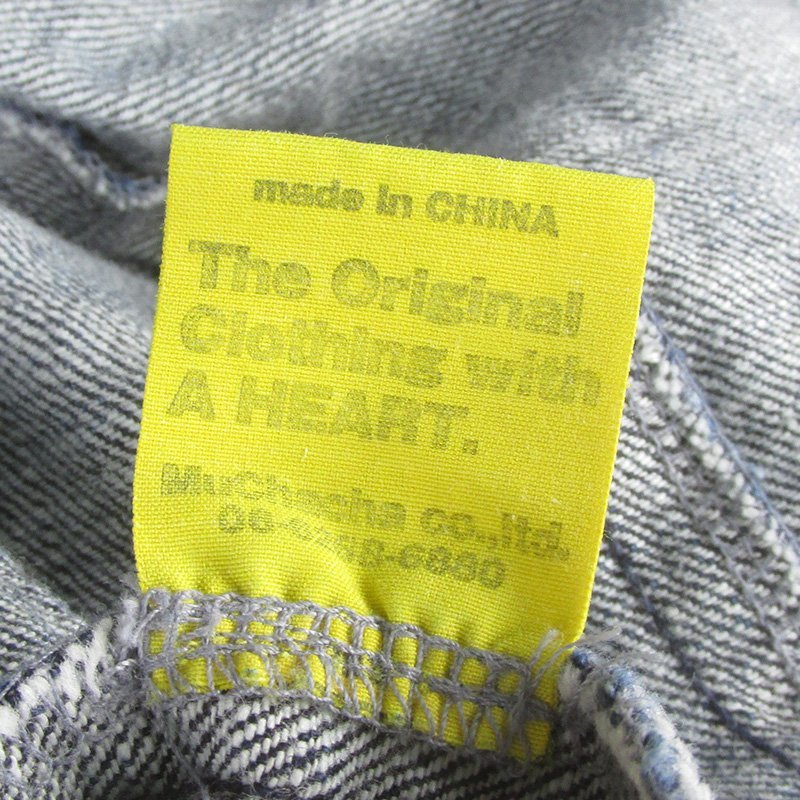 made in CHINA
The Original
Clothing with
A HEART.
MuChacha co.,ltd.